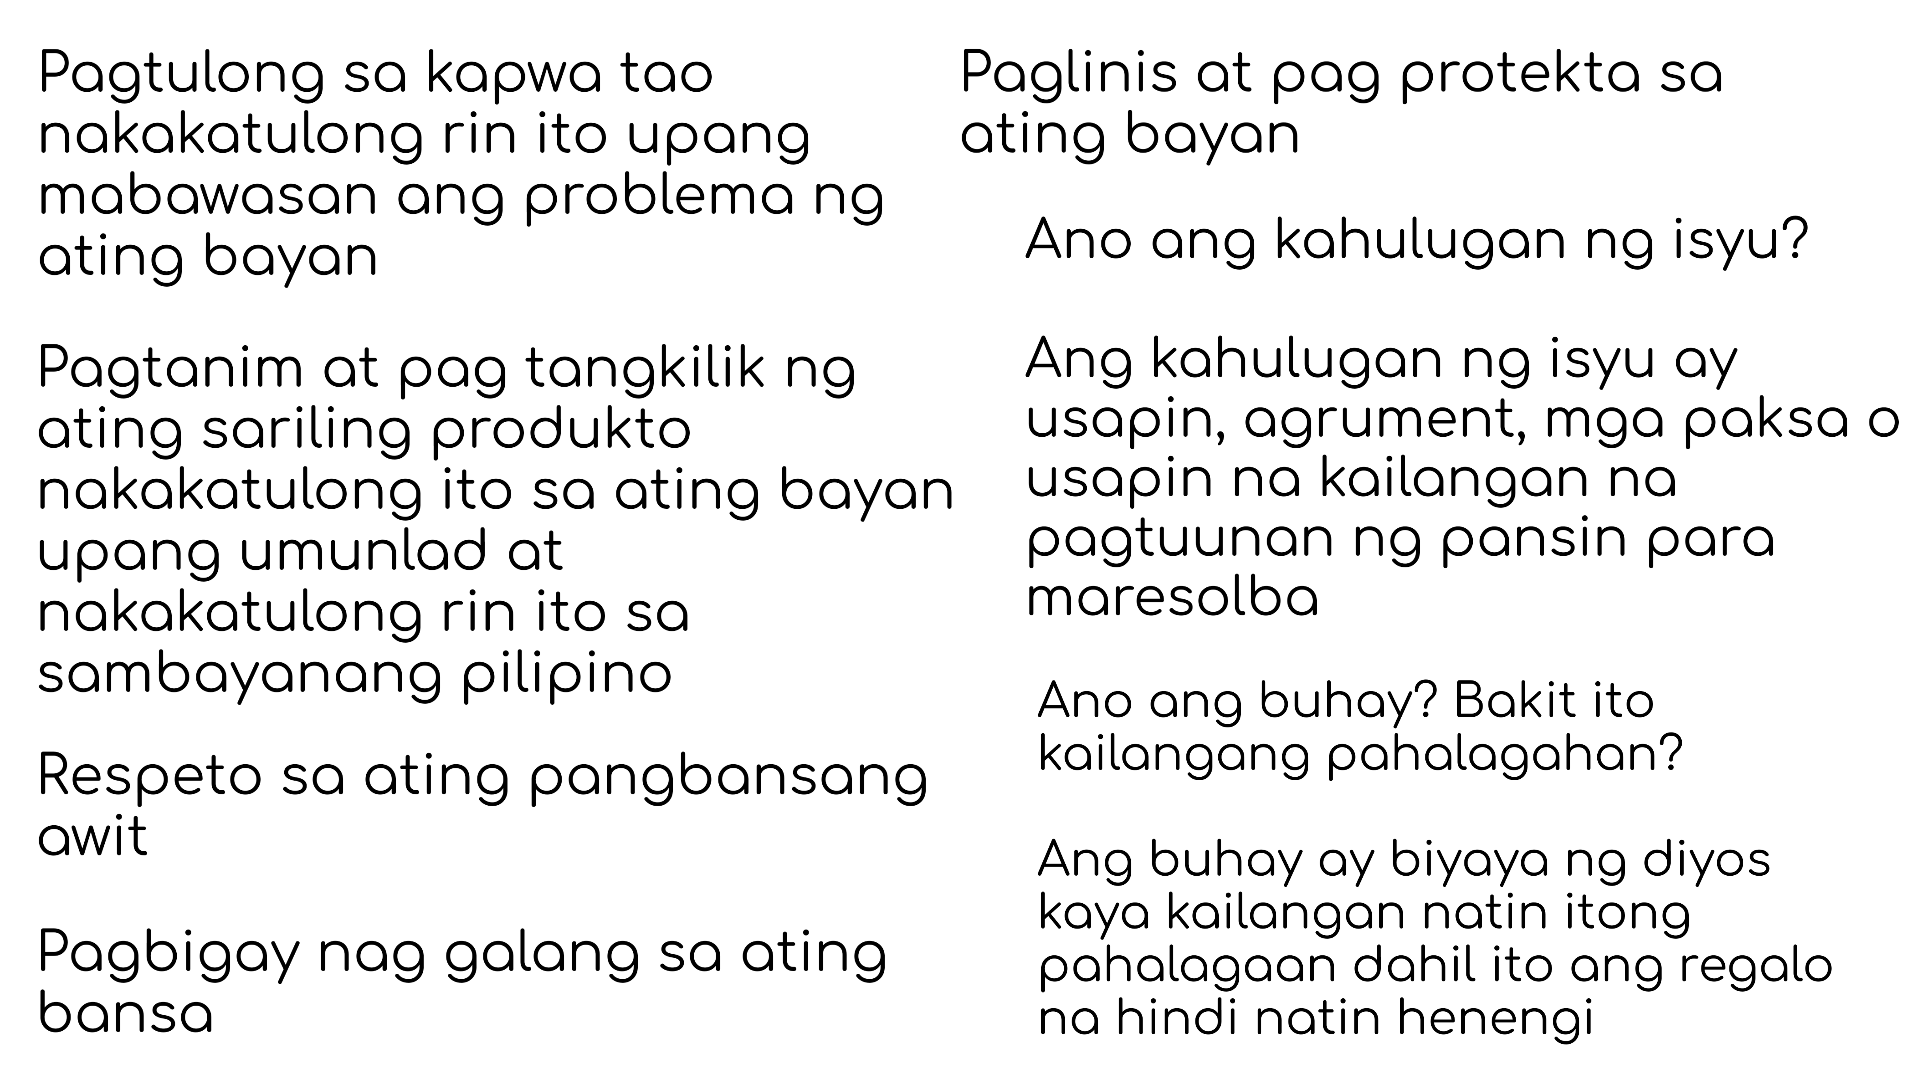 Pagtulong sa kapwa tao
nakakatulong rin ito upang
mabawasan ang problema ng
ating bayan
Pagtanim at pag tangkilik ng
ating sariling produkto
nakakatulong ito sa ating bayan
upang umunlad at
nakakatulong rin ito sa
sambayanang pilipino
Respeto sa ating pangbansang
awit
Pagbigay nag galang sa ating
bansa
Paglinis at pag protekta sa
ating bayan
Ano ang kahulugan ng isyu?
Ang kahulugan ng isyu ay
usapin, agrument, mga paksa o
usapin na kailangan na
pagtuunan ng pansin para
maresolba
Ano ang buhay? Bakit ito
kailangang pahalagahan?
Ang buhay ay biyaya ng diyos
kaya kailangan natin itong
pahalagaan dahil ito ang regalo
na hindi natin henengi